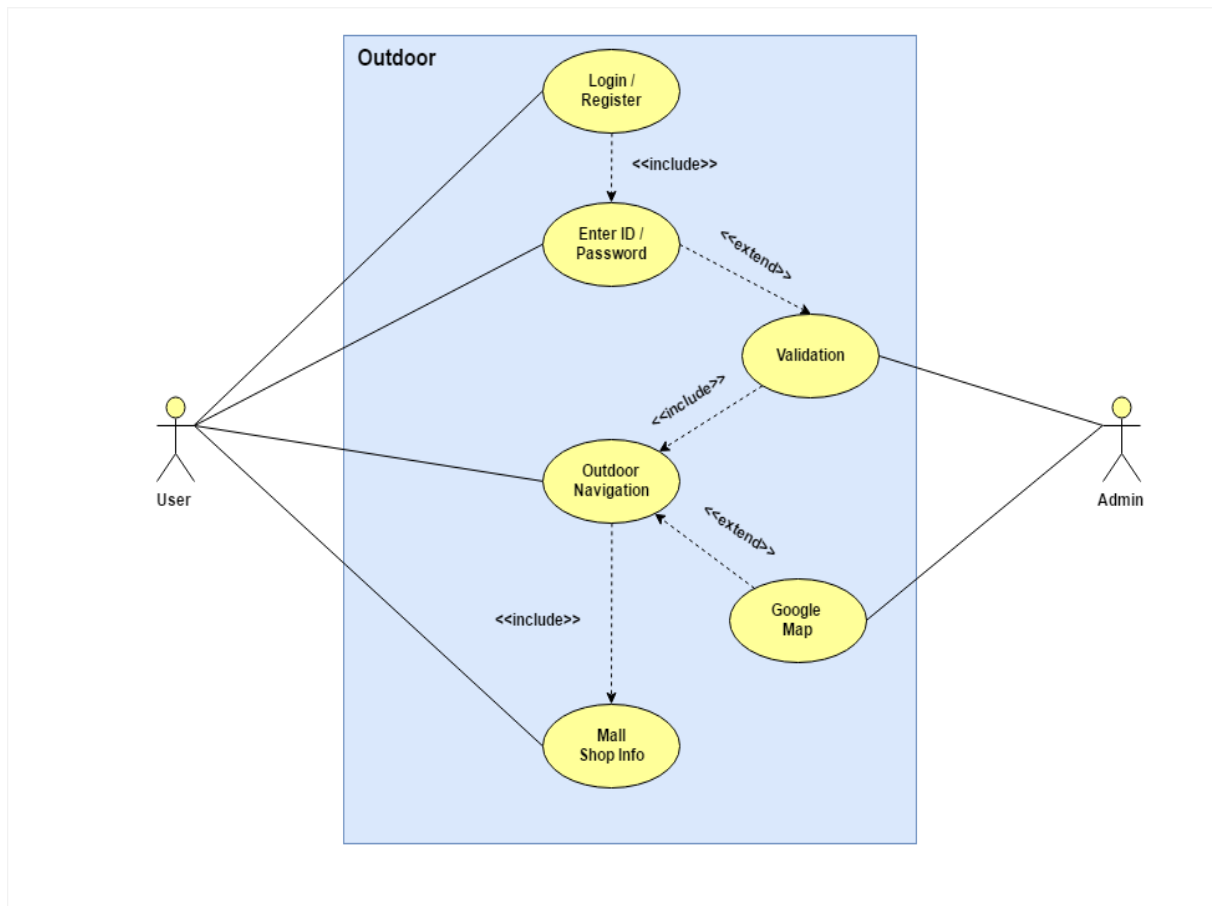 Outdoor
Login /
Register
<<include>>
Enter ID /
Password
<<extend>>
Validation
<<include>>
Outdoor
Navigation
User
Admin
<<extend>>
Google
Map
<<include>>
Mall
Shop Info